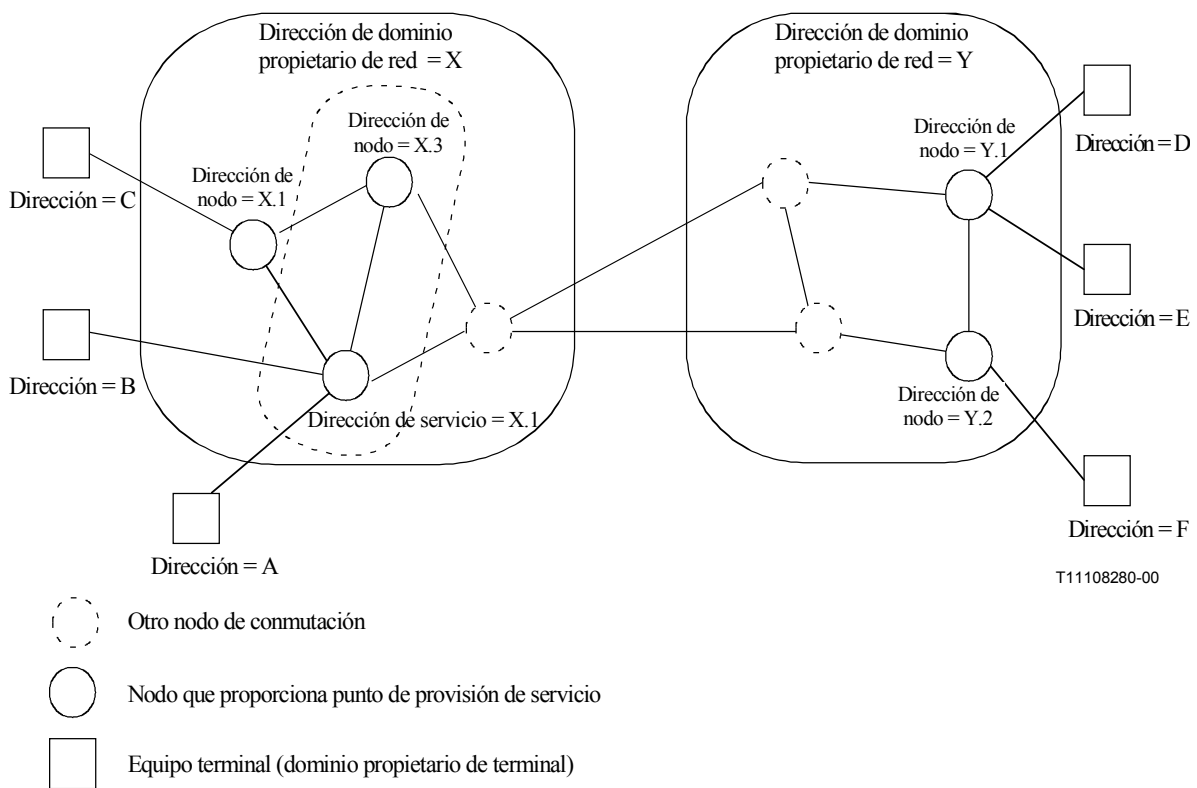 Dirección de dominio
propietario de red = X
Dirección de dominio
propietario de red = Y
Dirección de
nodo = X.3
Dirección de
nodo = Y.1
Dirección = D
Dirección de
nodo = X.1
Dirección = C
Dirección = E
Dirección = B
Dirección de servicio = X.1
Dirección de
nodo = Y.2
Dirección = F
Dirección = A
T11108280-00
Otro nodo de conmutación
Nodo que proporciona punto de provisión de servicio
Equipo terminal (dominio propietario de terminal)